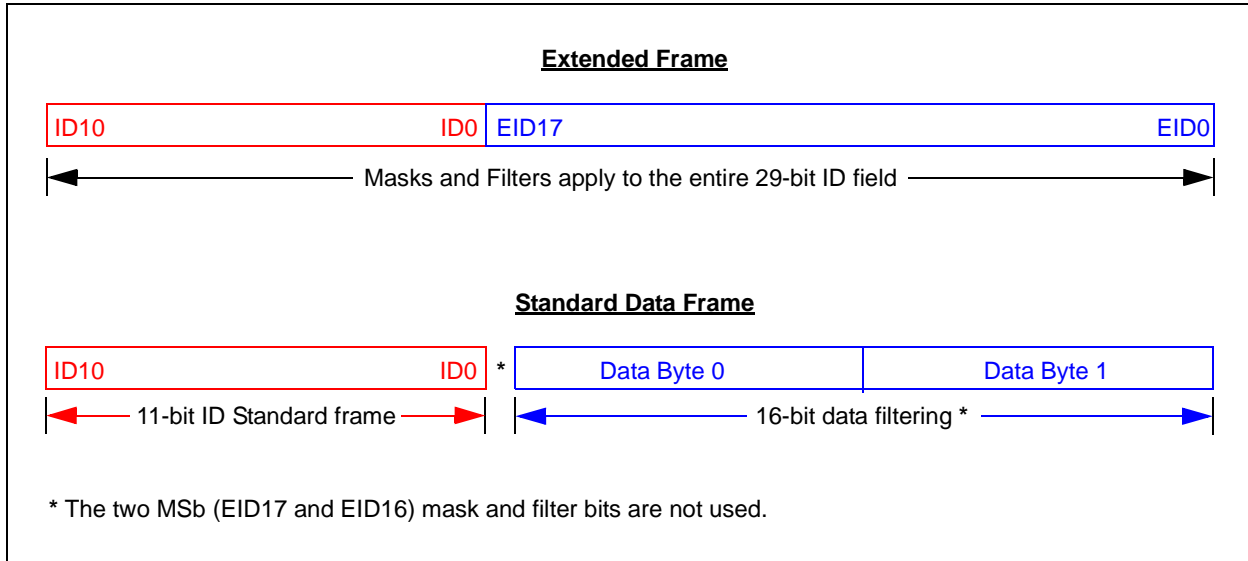 Extended Frame
ID10 ID0 EID17 EID0
Masks and Filters apply to the entire 29-bit ID field
Standard Data Frame
ID10 ID0 * Data Byte 0 Data Byte 1
11-bit ID Standard frame 16-bit data filtering *
* The two MSb (EID17 and EID16) mask and filter bits are not used.